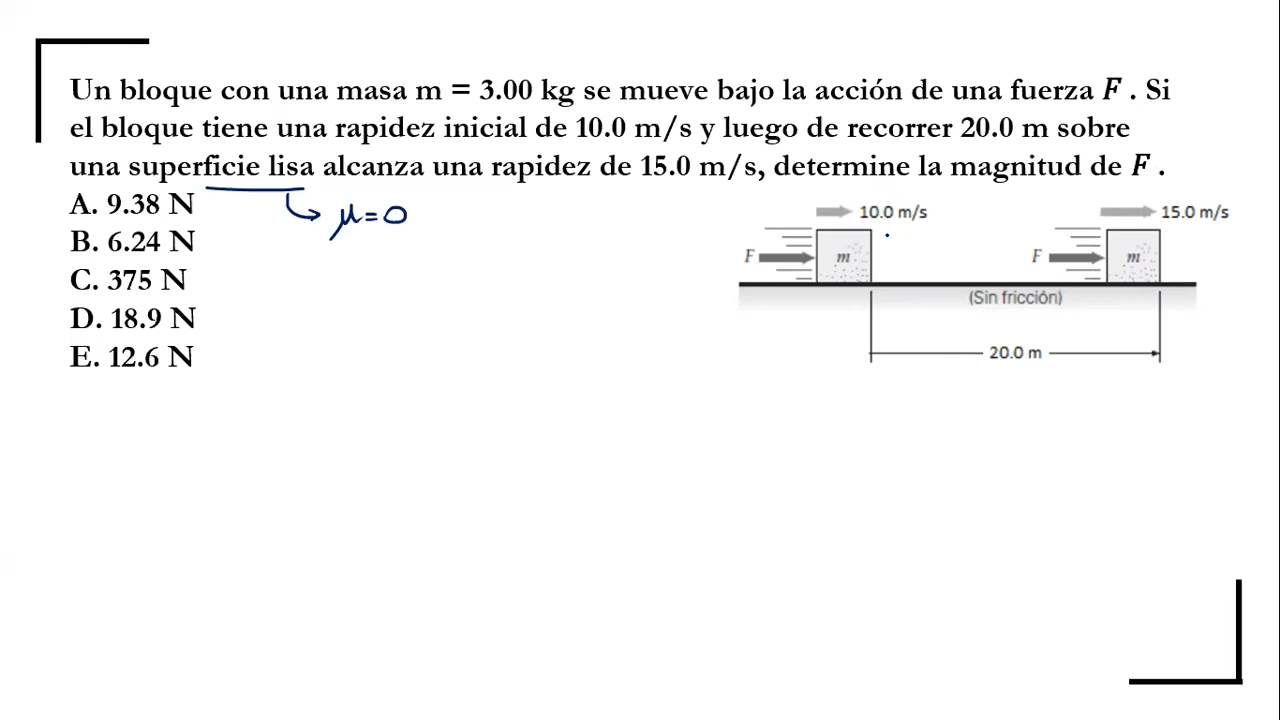 Un bloque con una masa m = 3.00 kg se mueve bajo la acción de una fuerza F . Si
el bloque tiene una rapidez inicial de 10.0 m/s y luego de recorrer 20.0 m sobre
una superficie lisa alcanza una rapidez de 15.0 m/s, determine la magnitud de F .
A. 9.38 N
μ=0
B. 6.24 N
C. 375 N
D. 18.9 N
E. 12.6 N
10.0 m/s
15.0 m/s
F
m
F
m
(Sin fricción)
20.0 m